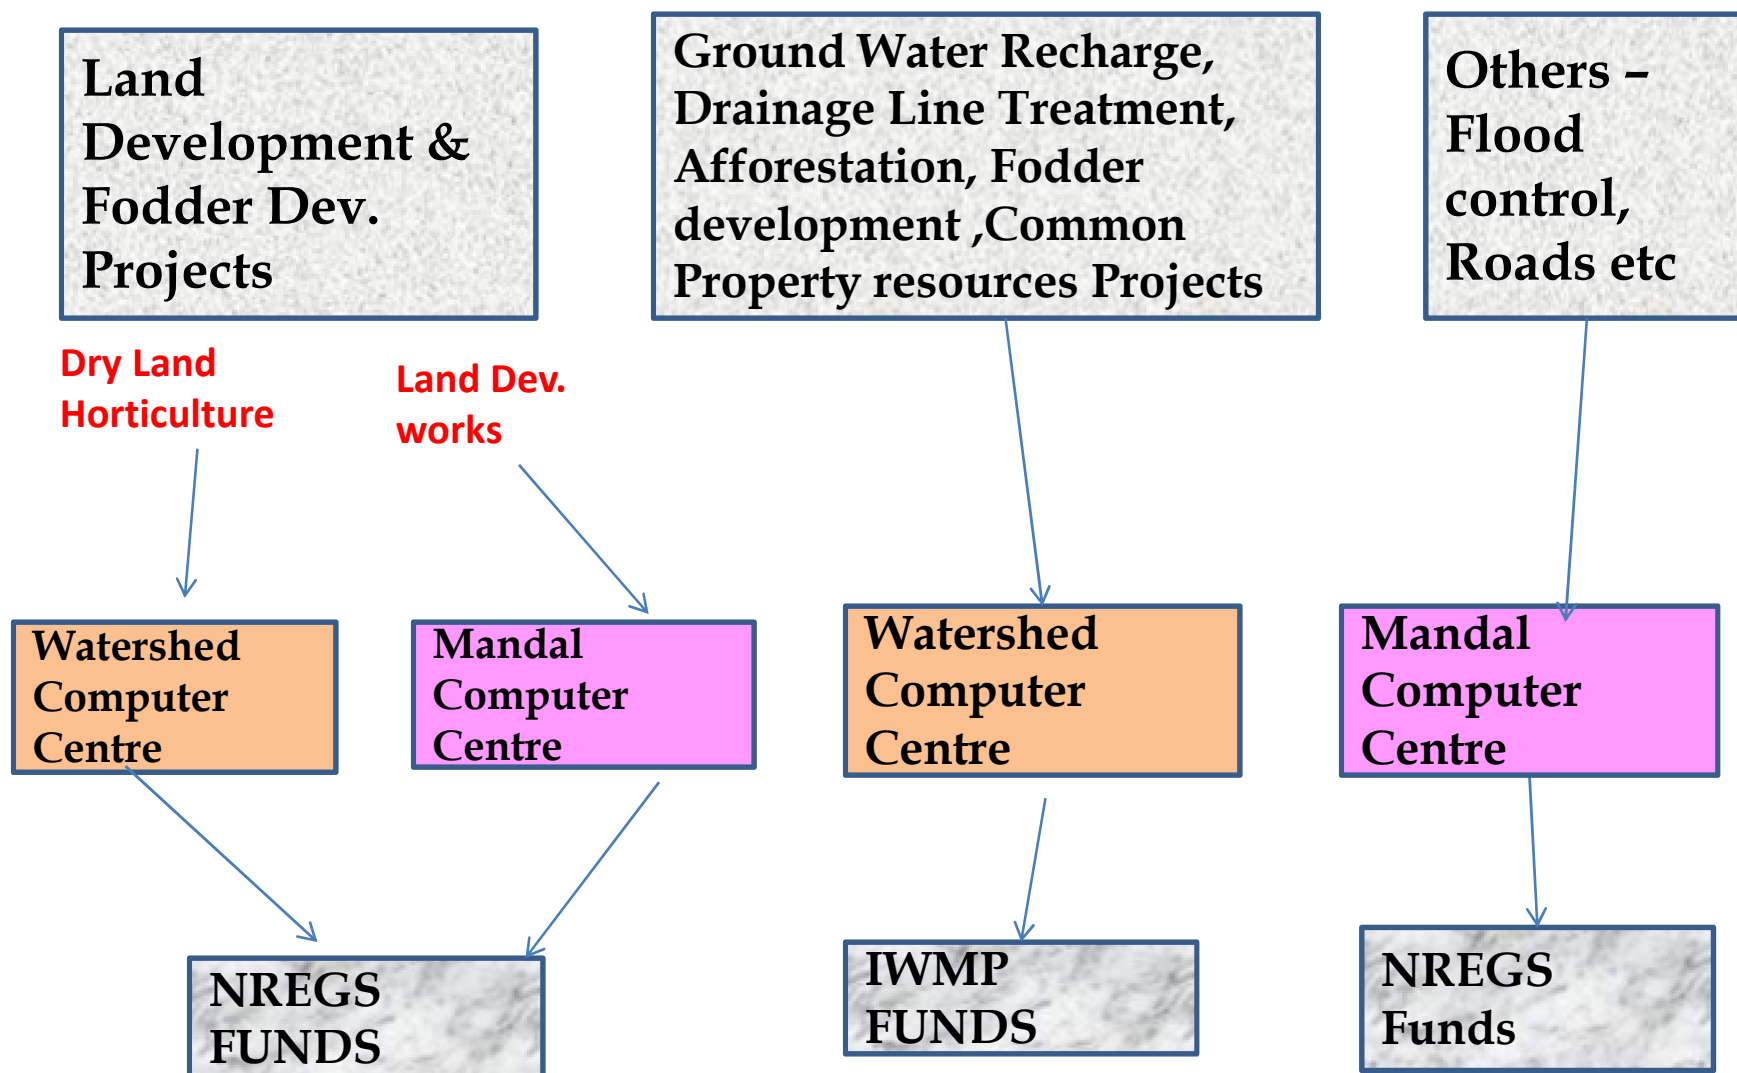 Land
Development &
Fodder Dev.
Projects
Ground Water Recharge,
Drainage Line Treatment,
Afforestation, Fodder
development ,Common
Property resources Projects
Others –
Flood
control,
Roads etc
Dry Land
Horticulture
Land Dev.
works
Watershed
Computer
Centre
Mandal
Computer
Centre
Watershed
Computer
Centre
Mandal
Computer
Centre
NREGS
FUNDS
IWMP
FUNDS
NREGS
Funds